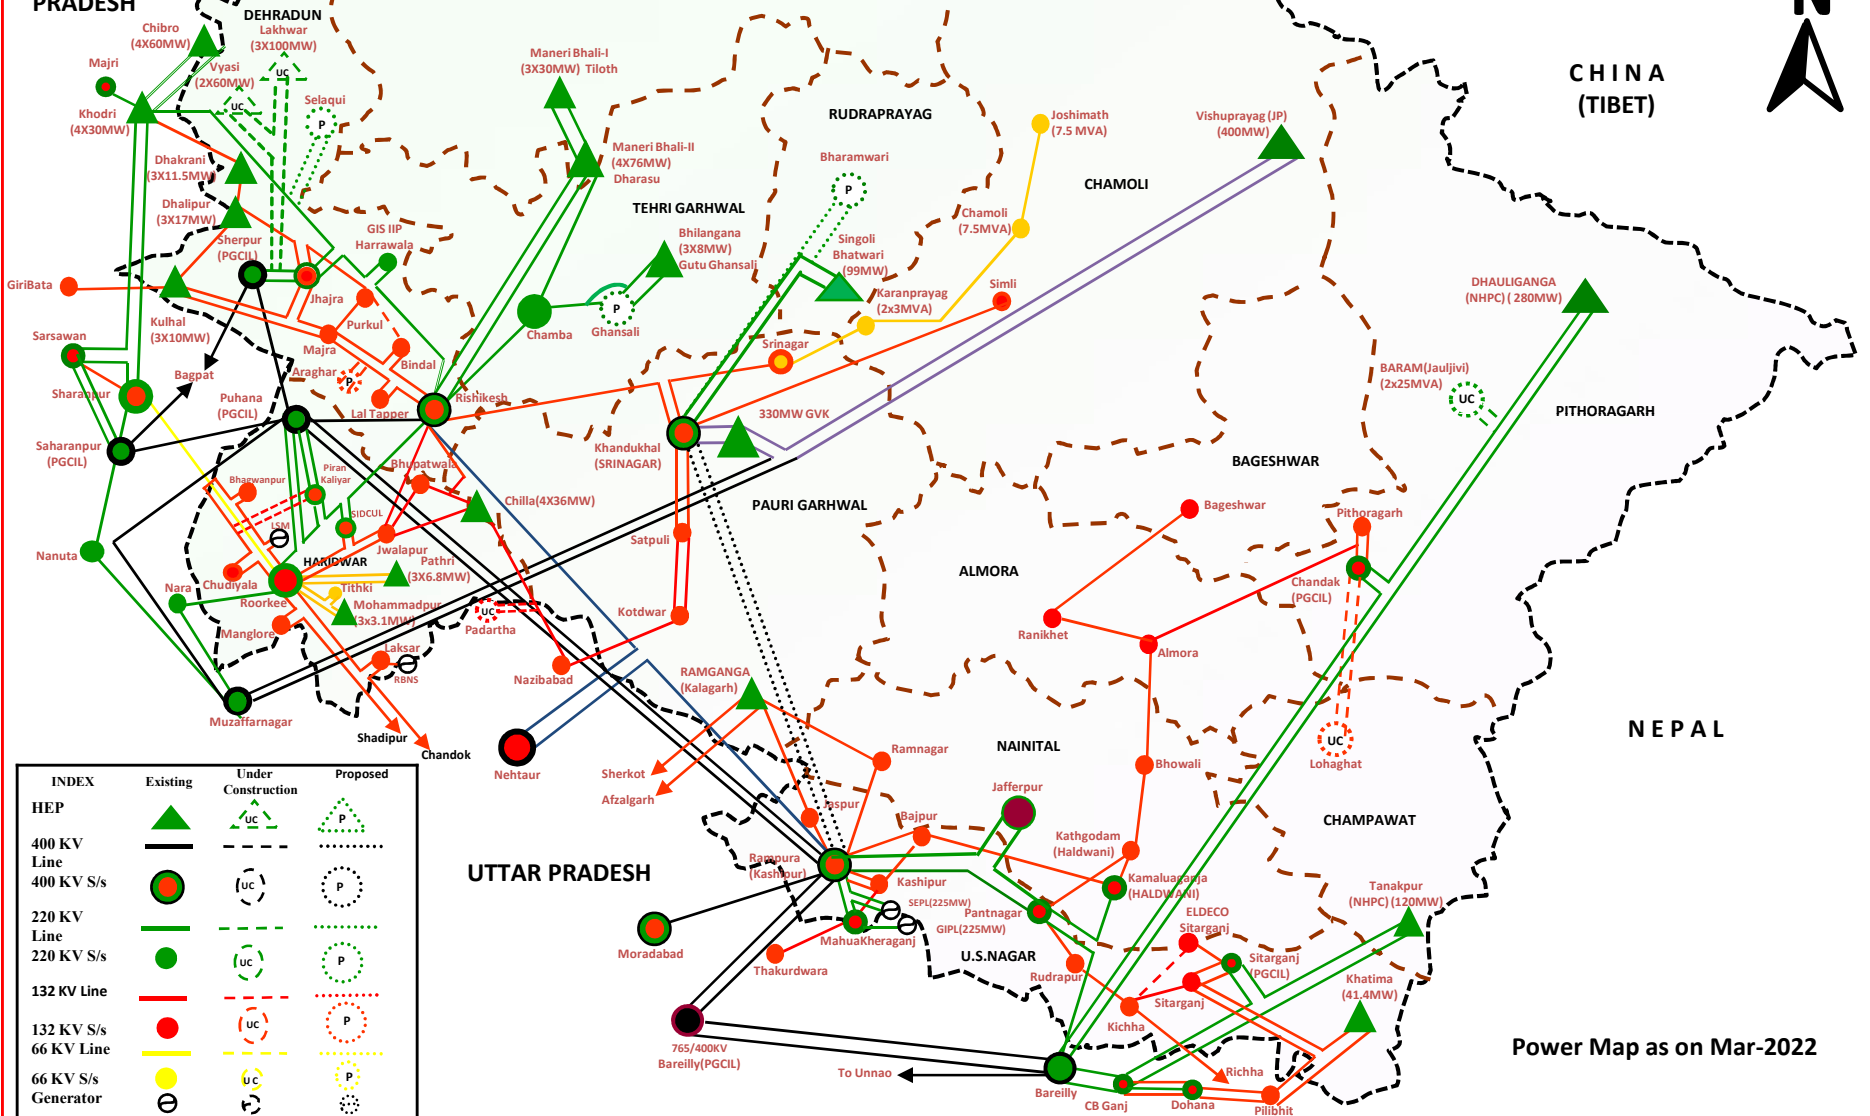 PRADESH
DEHRADUN
Lakhwar
(3X100MW)
Chibro
(4X60MW)
Vyasi
(2X60MW)
UC
UC
Majri
Selaqui
P
Khodri
(4X30MW)
Dhakrani
(3X11.5MW)
Dhalipur
(3X17MW)
Sherpur
(PGCIL)
GIS IIP
Harrawala
GiriBata
Jhajra
Purkul
Kulhal
(3X10MW)
Majra
Bindal
Sarsawan
Bagpat
Araghar
P
Lal Tapper
Sharanpur
Puhana
(PGCIL)
Rishikesh
Saharanpur
(PGCIL)
Maneri Bhali-I
(3X30MW) Tiloth
Maneri Bhali-II
(4X76MW)
Dharasu
TEHRI GARHWAL
Bhilangana
(3X8MW)
Gutu Ghansali
Chamba
P
Ghansali
RUDRAPRAYAG
Bharamwari
P
Singoli
Bhatwari
(99MW)
Karanprayag
(2x3MVA)
Srinagar
Simli
Joshimath
(7.5 MVA)
Chamoli
(7.5MVA)
CHAMOLI
Vishuprayag (JP)
(400MW)
CHINA
(TIBET)
N
DHAULIGANGA
(NHPC) ( 280MW)
BARAM(Jauljivi)
(2x25MVA)
UC
PITHORAGARH
330MW GVK
Khandukhal
(SRINAGAR)
PAURI GARHWAL
BAGESHWAR
Bageshwar
Pithoragarh
Chandak
(PGCIL)
ALMORA
Ranikhet
Almora
Bhupatwala
Piran
Kaliyar
Bhagwanpur
SIDCUL
LSM
Chilla(4X36MW)
Jwalapur
HARIDWAR
Pathri
(3X6.8MW)
Nanuta
Nara
Chudiyala
Roorkee
Tithki
Mohammadpur
(3x3.1MW)
Manglore
Laksar
RBNS
UC
Padartha
Satpuli
Kotdwar
Nazibabad
Muzaffarnagar
Shadipur
Chandok
Nehtaur
RAMGANGA
(Kalagarh)
Sherkot
Afzalgarh
Ramnagar
NAINITAL
Bhowali
UC
Lohaghat
NEPAL
Jaspur
Bajpur
Jafferpur
Kathgodam
(Haldwani)
CHAMPAWAT
UTTAR PRADESH
Rampura
(Kashipur)
Kashipur
SEPL(225MW)
GIPL(225MW)
MahuaKheraganj
Pantnagar
Kamaluaganja
(HALDWANI)
ELDECO
Sitarganj
Tanakpur
(NHPC) (120MW)
Moradabad
Thakurdwara
U.S.NAGAR
Rudrapur
Sitarganj
(PGCIL)
Sitarganj
Khatima
(41.4MW)
Kichha
765/400KV
Bareilly(PGCIL)
To Unnao
Bareilly
CB Ganj
Dohana
Richha
Pilibhit
Power Map as on Mar-2022
INDEX
Existing
Under
Construction
Proposed
HEP
UC
P
400 KV
Line
400 KV S/s
UC
P
220 KV
Line
220 KV S/s
UC
P
132 KV Line
132 KV S/s
UC
P
66 KV Line
66 KV S/s
UC
P
Generator